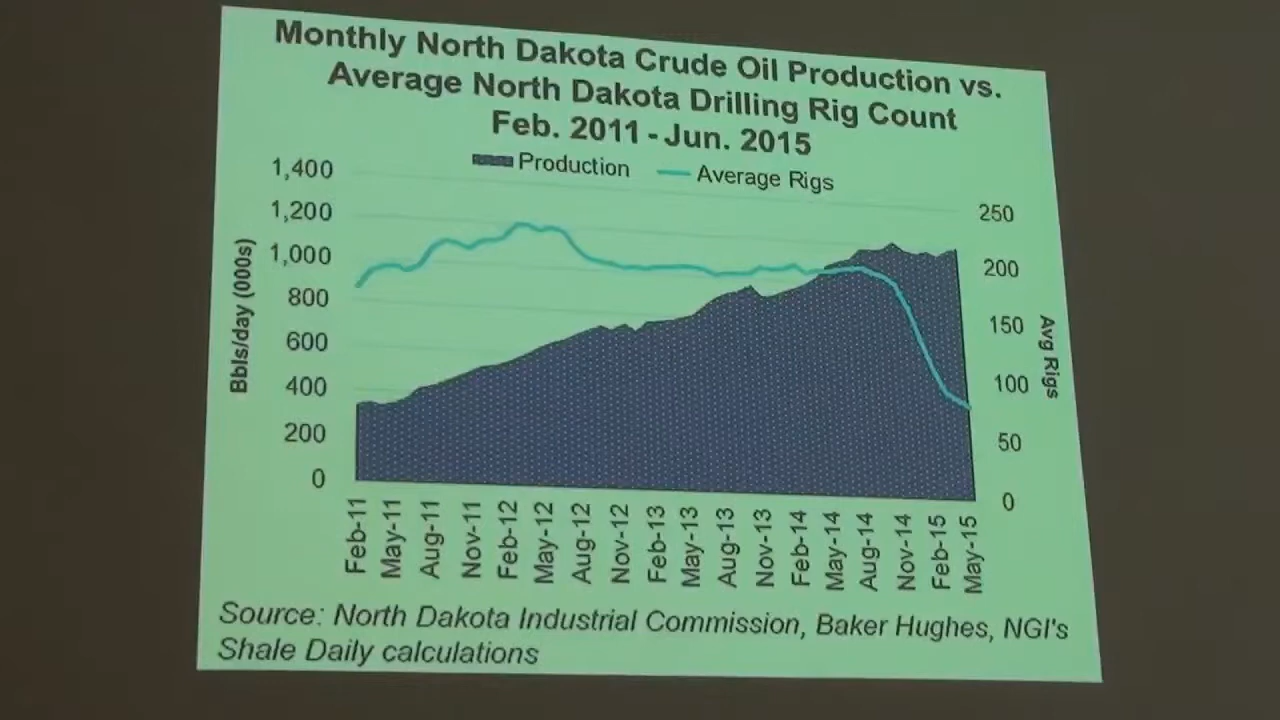 Monthly North Dakota Crude Oil Production vs.
Average North Dakota Drilling Rig Count
Feb. 2011 - Jun. 2015
Production
Average Rigs
Bbls/day (000s)
1,400
1,200
1,000
800
600
400
200
0
250
200
150
100
50
0
Avg Rigs
Feb-11
May-11
Aug-11
Nov-11
Feb-12
May-12
Aug-12
Nov-12
Feb-13
May-13
Aug-13
Nov-13
Feb-14
May-14
Aug-14
Nov-14
Feb-15
May-15
Source: North Dakota Industrial Commission, Baker Hughes, NGI's
Shale Daily calculations